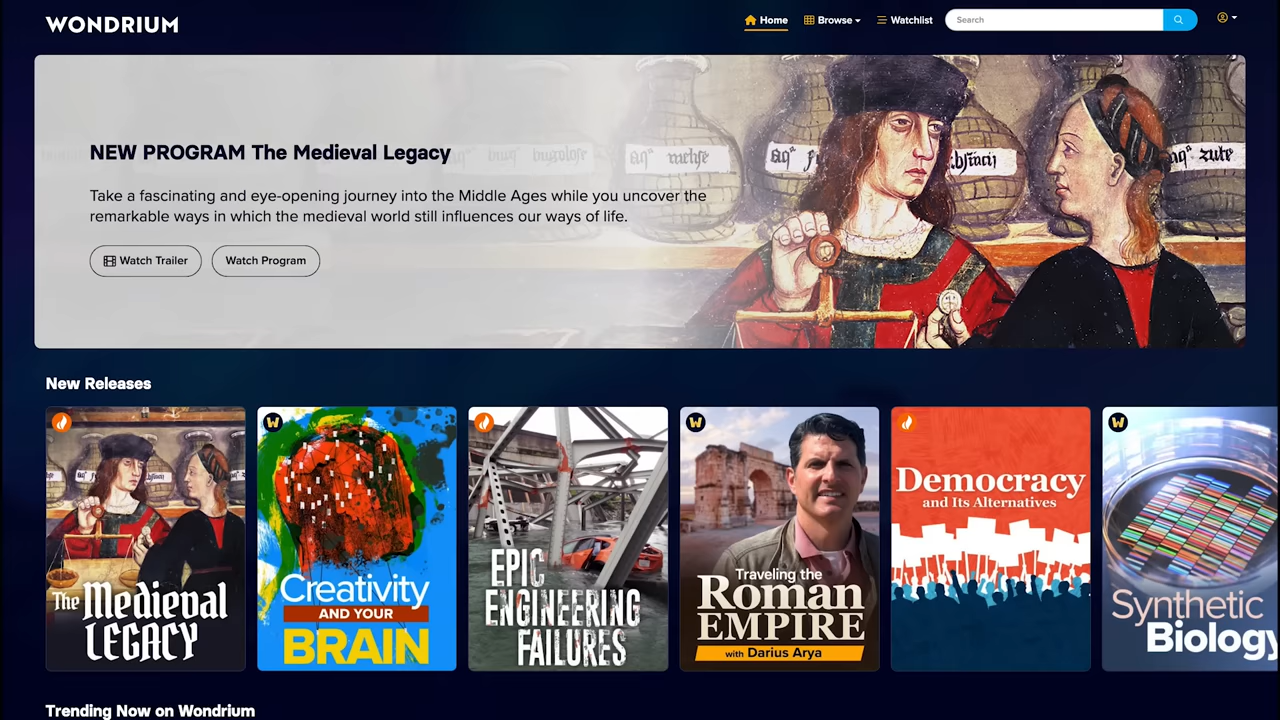 WONDRIUM
Home
Browse
Watchlist
Search
NEW PROGRAM The Medieval Legacy
Take a fascinating and eye-opening journey into the Middle Ages while you uncover the
remarkable ways in which the medieval world still influences our ways of life.
Watch Trailer
Watch Program
New Releases
The Medieval
LEGACY
W
Creativity
AND YOUR
BRAIN
EPIC
ENGINEERING
FAILURES
W
Traveling the
Roman
EMPIRE
with Darius Arya
Democracy
and Its Alternatives
W
Synthetic
Biology
Trending Now on Wondrium